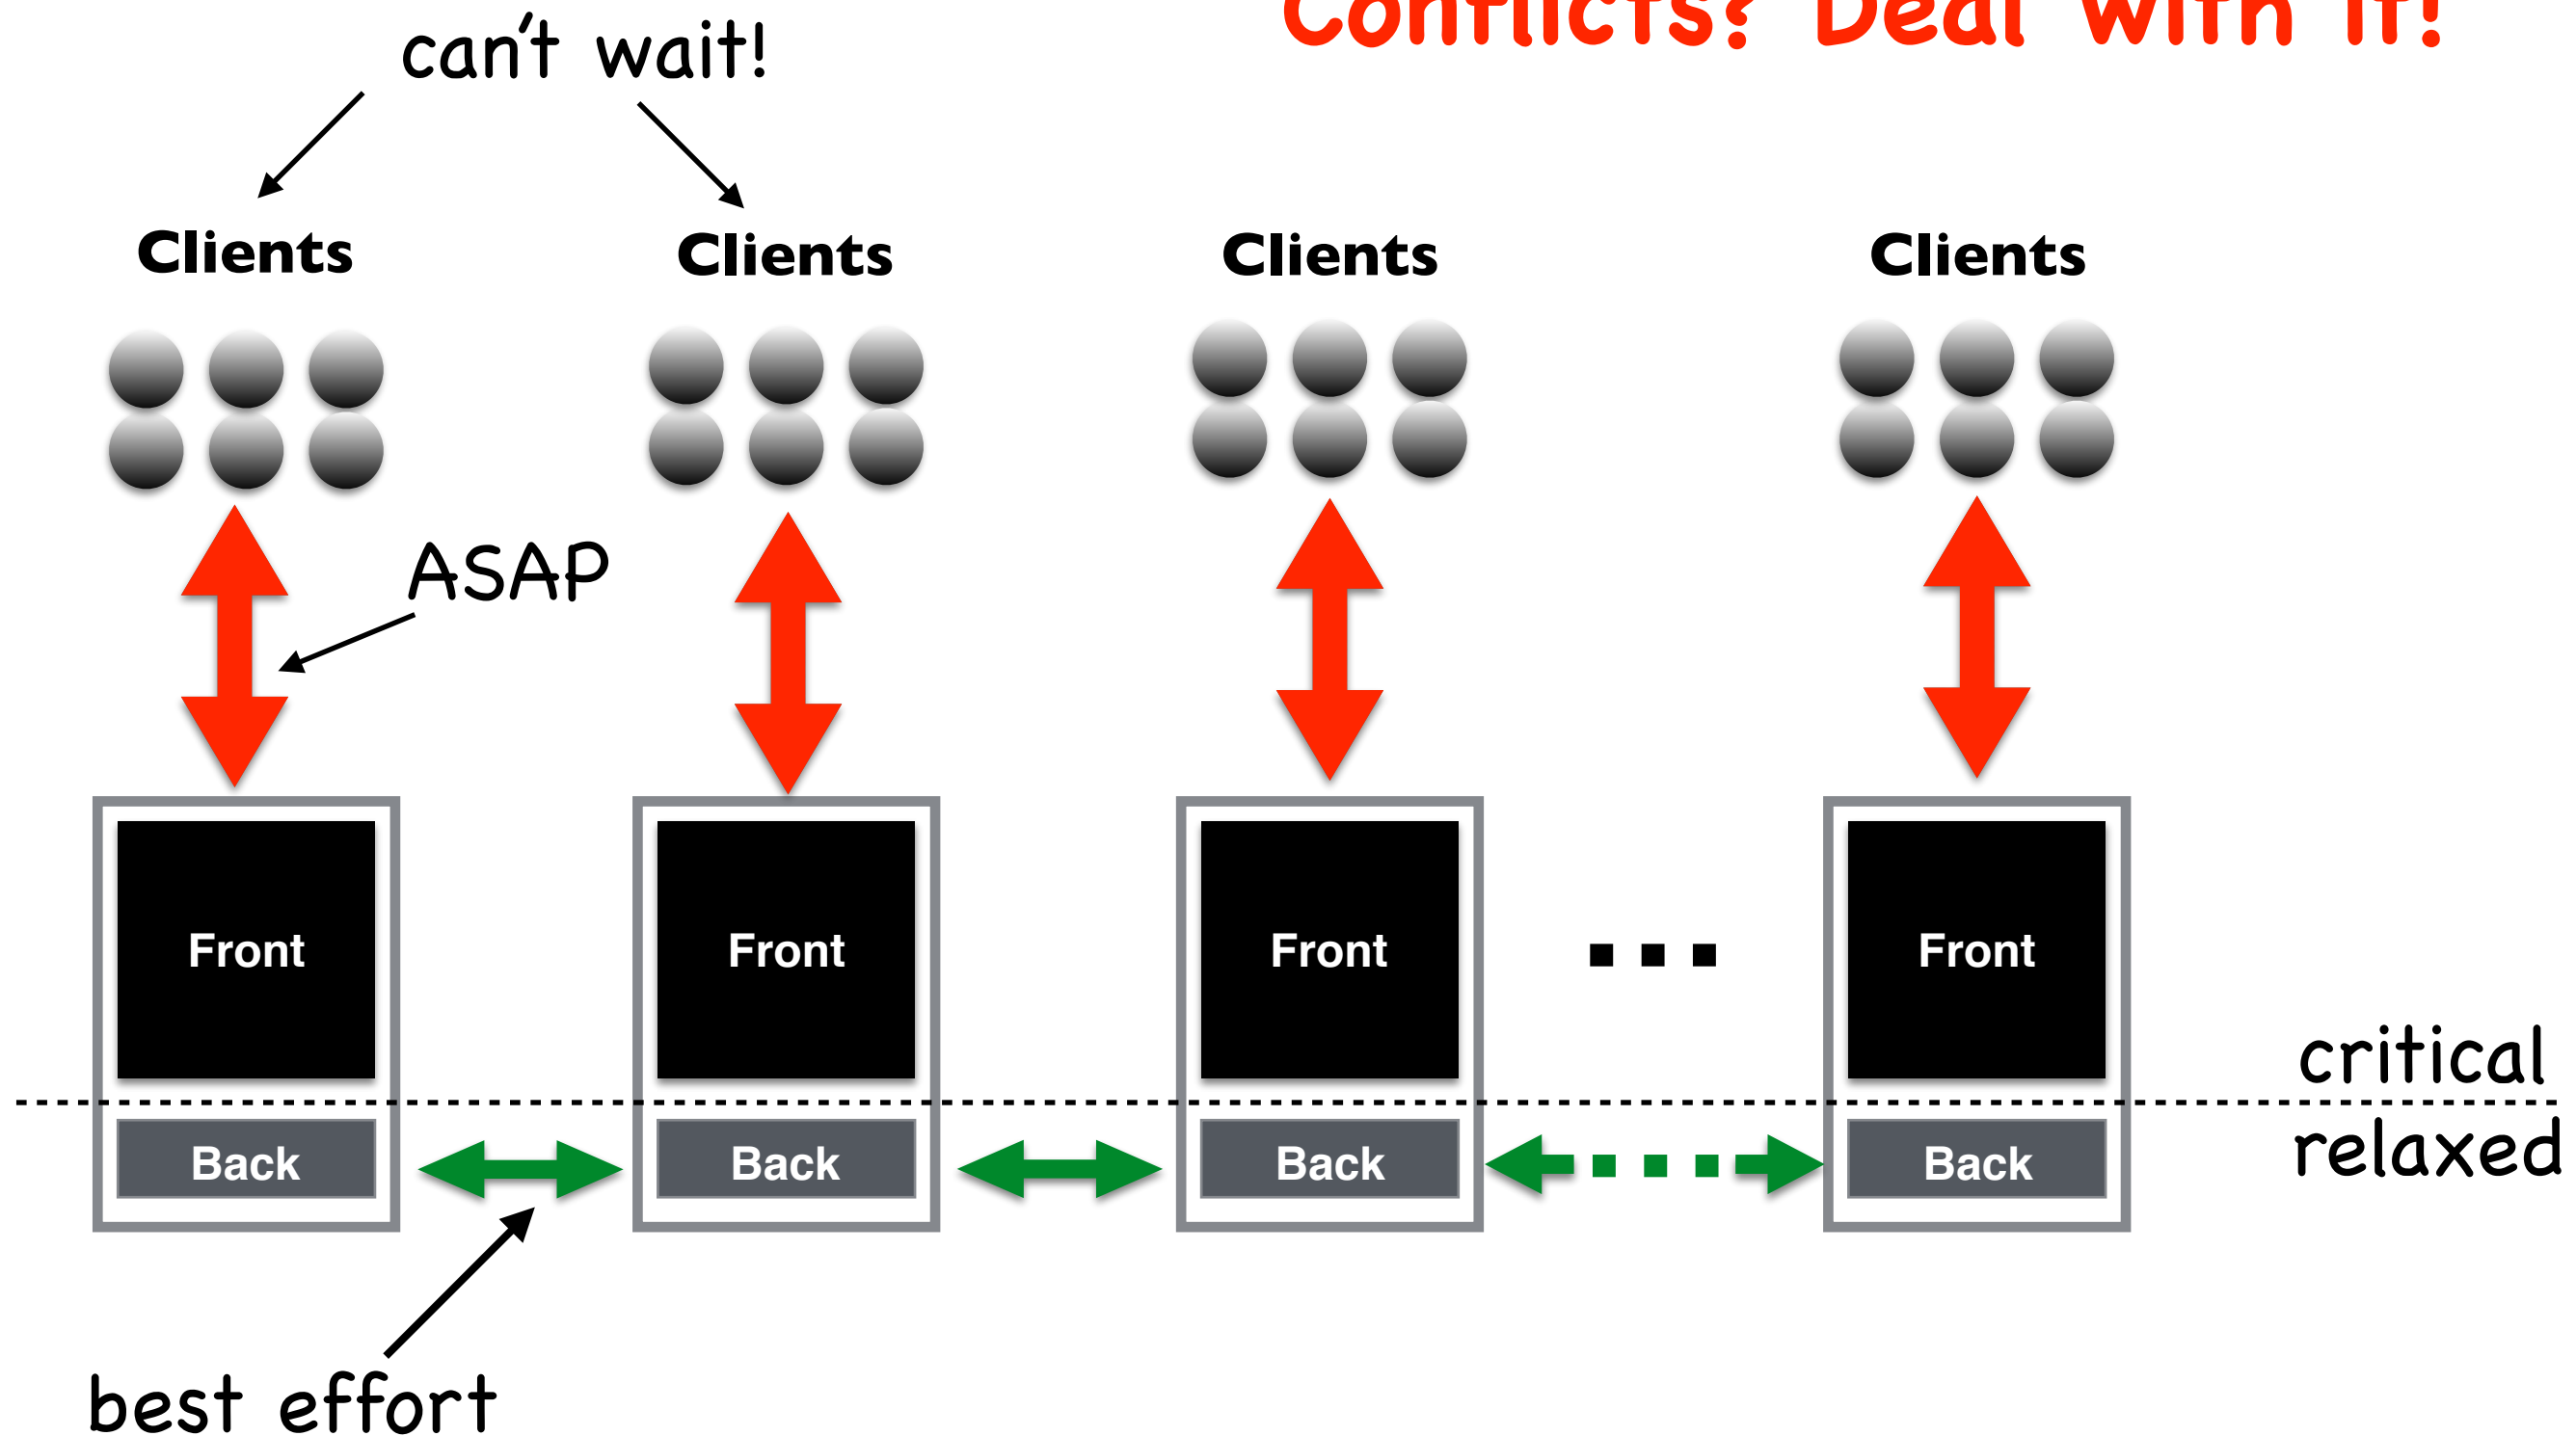 Conflicts? Deal with it!
can't wait!
Clients Clients Clients Clients
ASAP
Front Front Front Front
critical
Back Back Back Back
relaxed
best effort